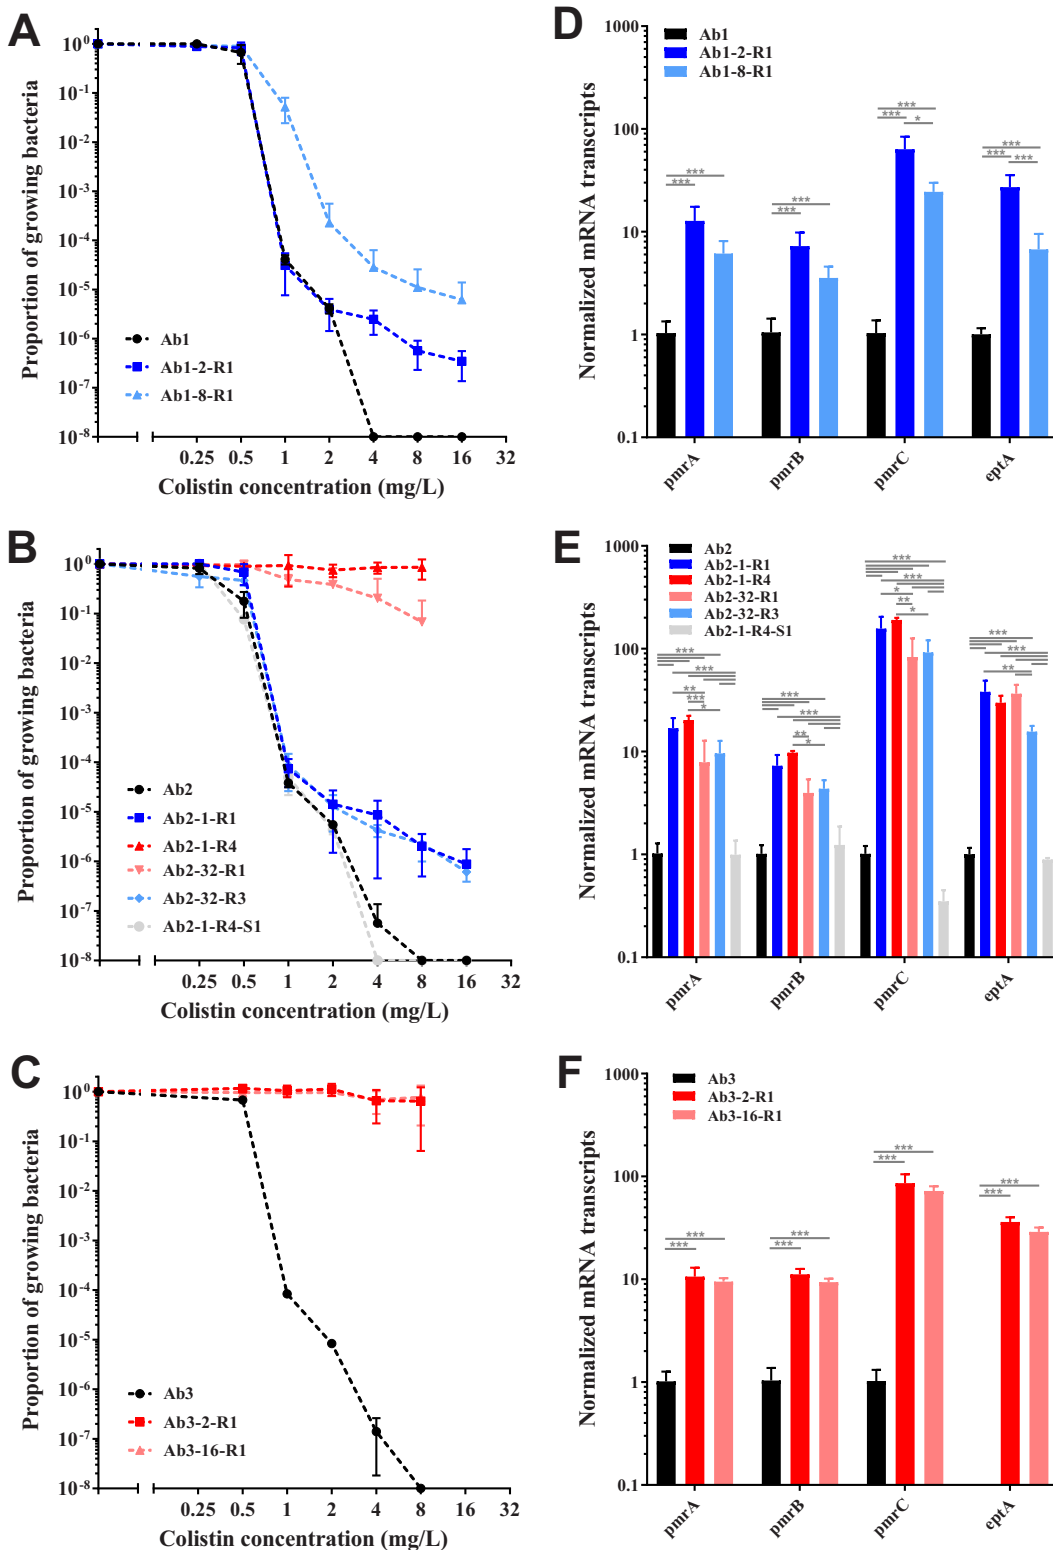 A
Proportion of growing bacteria
10^0
10^-1
10^-2
10^-3
10^-4
10^-5
10^-6
10^-7
10^-8
Ab1
Ab1-2-R1
Ab1-8-R1
0.25 0.5 1 2 4 8 16 32
Colistin concentration (mg/L)
D
Normalized mRNA transcripts
1000
100
10
1
0.1
Ab1
Ab1-2-R1
Ab1-8-R1
***
***
***
***
***
***
*
***
***
***
pmrA pmrB pmrC eptA
B
Proportion of growing bacteria
10^0
10^-1
10^-2
10^-3
10^-4
10^-5
10^-6
10^-7
10^-8
Ab2
Ab2-1-R1
Ab2-1-R4
Ab2-32-R1
Ab2-32-R3
Ab2-1-R4-S1
0.25 0.5 1 2 4 8 16 32
Colistin concentration (mg/L)
E
Normalized mRNA transcripts
1000
100
10
1
0.1
Ab2
Ab2-1-R1
Ab2-1-R4
Ab2-32-R1
Ab2-32-R3
Ab2-1-R4-S1
***
***
**
***
*
***
***
**
*
***
***
*
**
*
***
***
**
pmrA pmrB pmrC eptA
C
Proportion of growing bacteria
10^0
10^-1
10^-2
10^-3
10^-4
10^-5
10^-6
10^-7
10^-8
Ab3
Ab3-2-R1
Ab3-16-R1
0.25 0.5 1 2 4 8 16 32
Colistin concentration (mg/L)
F
Normalized mRNA transcripts
1000
100
10
1
0.1
Ab3
Ab3-2-R1
Ab3-16-R1
***
***
***
***
***
***
***
***
pmrA pmrB pmrC eptA